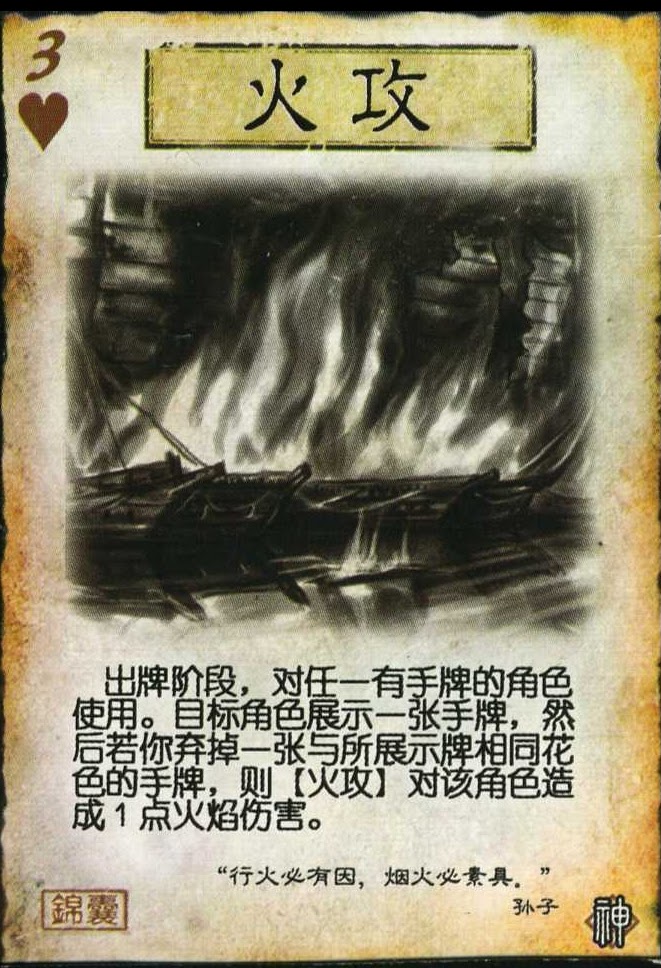 3
火攻
出牌阶段，对任一有手牌的角色
使用。目标角色展示一张手牌，然
后若你弃掉一张与所展示牌相同花
色的手牌，则【火攻】对该角色造
成1点火焰伤害。
“行火必有因，烟火必素具。”
孙子
錦囊
神